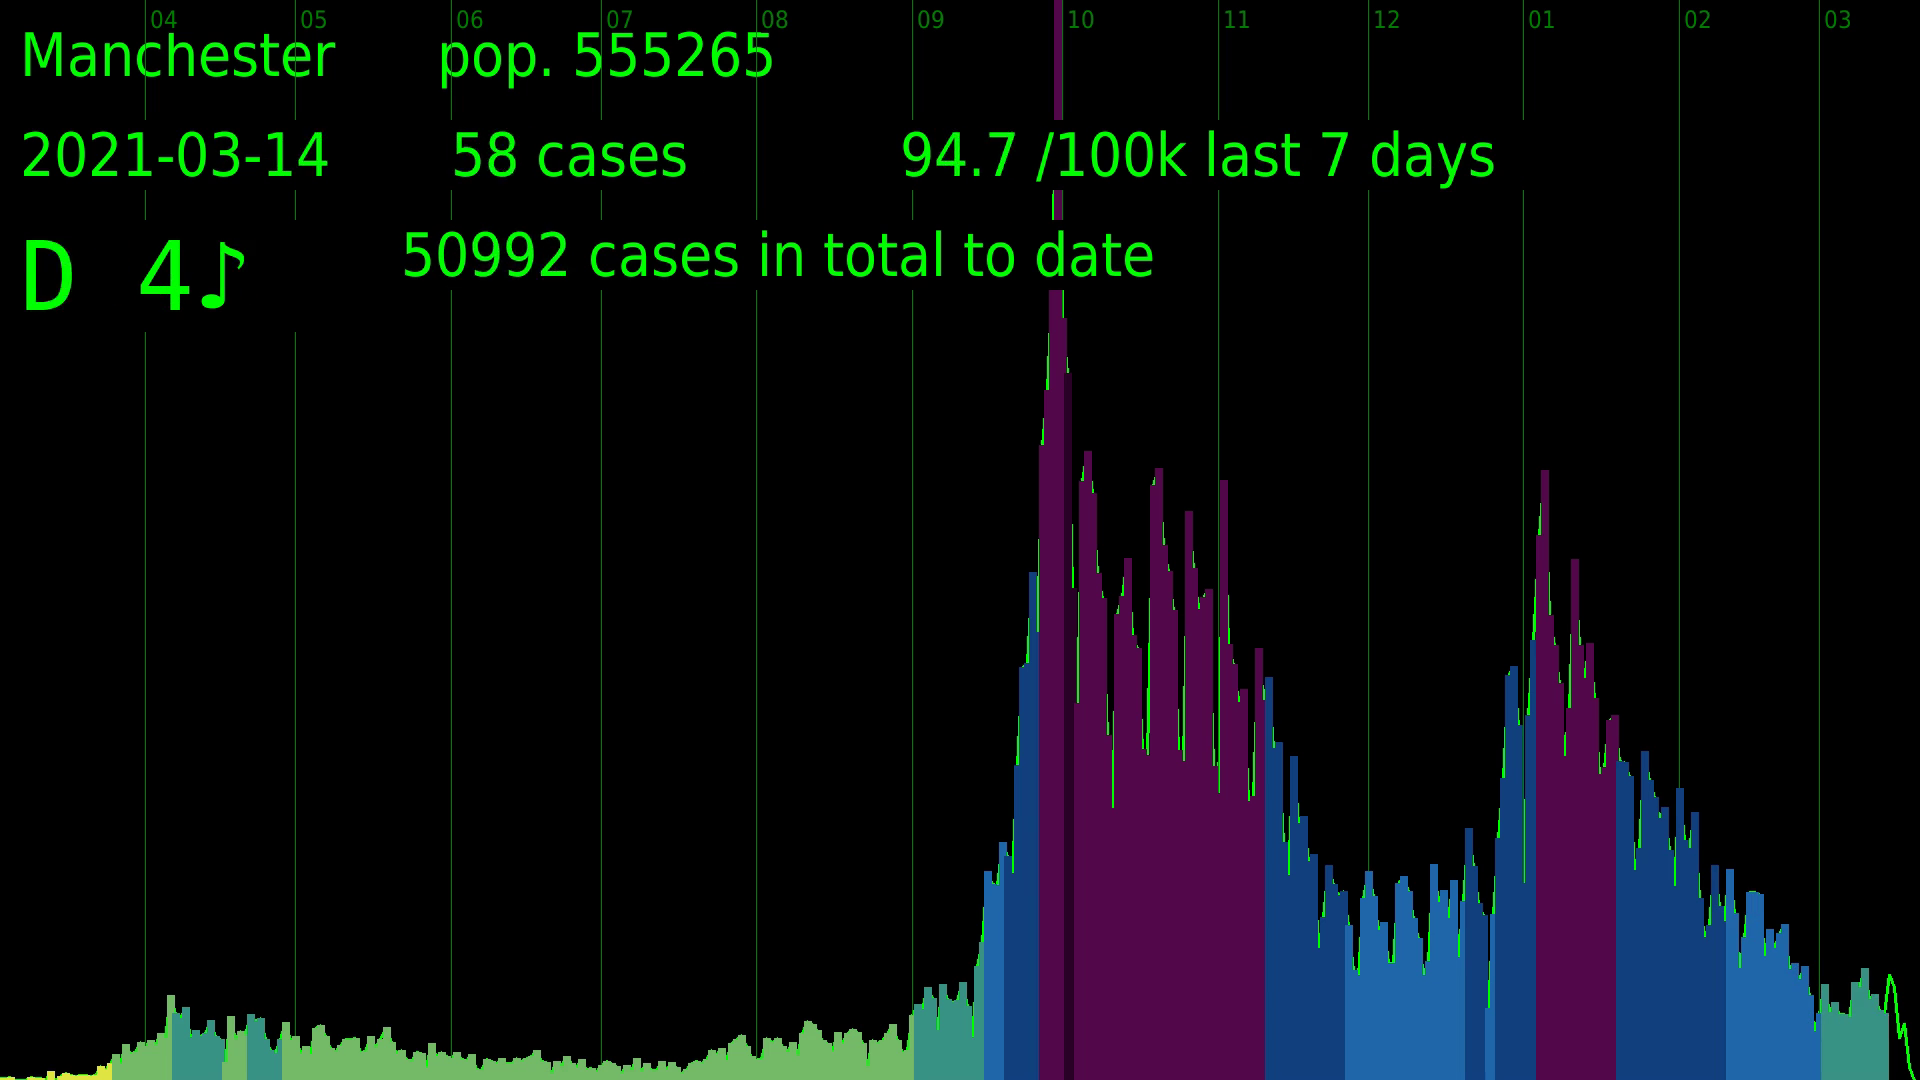 04 05 06 07 08 09 10 11 12 01 02 03
Manchester pop. 555265
2021-03-14 58 cases 94.7 /100k last 7 days
D 4♪ 50992 cases in total to date